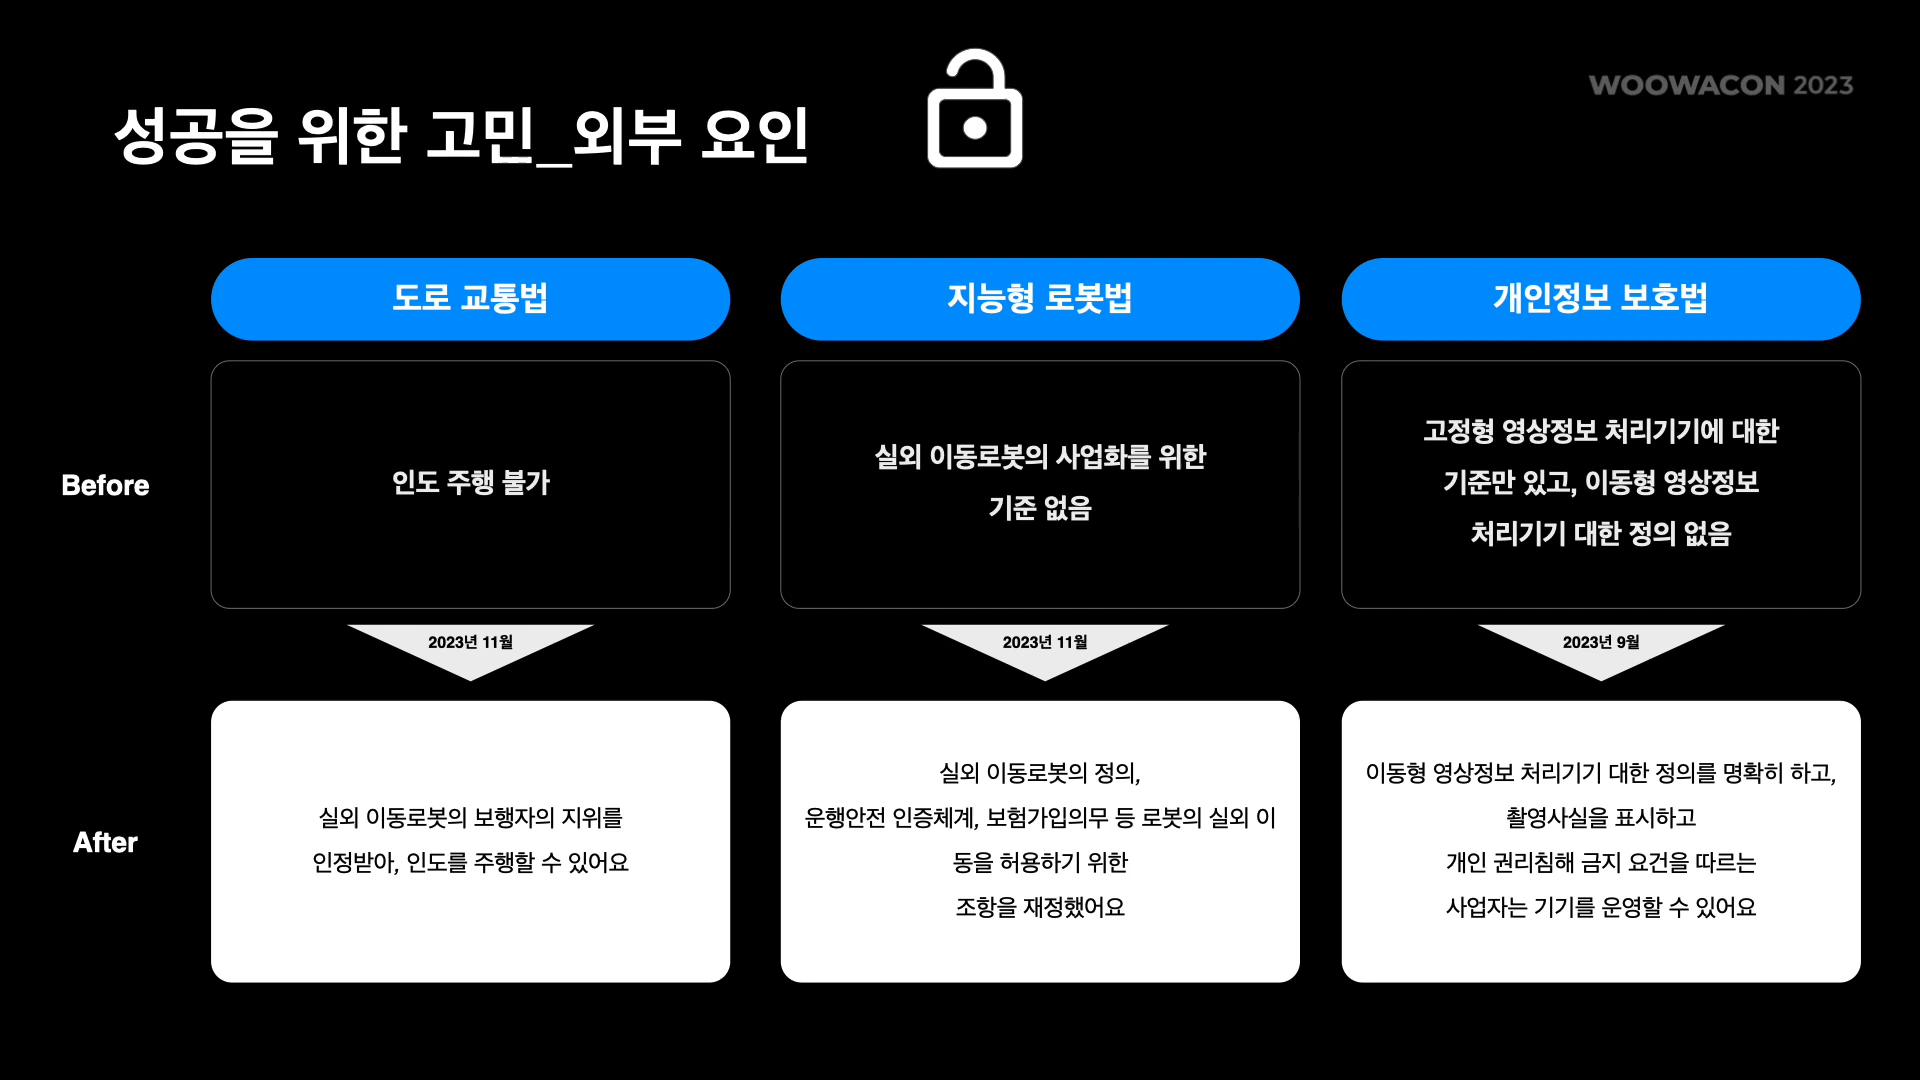 성공을 위한 고민_외부 요인
WOOWACON 2023
도로 교통법
지능형 로봇법
개인정보 보호법
Before
인도 주행 불가
실외 이동로봇의 사업화를 위한
기준 없음
고정형 영상정보 처리기기에 대한
기준만 있고, 이동형 영상정보
처리기기 대한 정의 없음
2023년 11월
2023년 11월
2023년 9월
After
실외 이동로봇의 보행자의 지위를
인정받아, 인도를 주행할 수 있어요
실외 이동로봇의 정의,
운행안전 인증체계, 보험가입의무 등 로봇의 실외 이
동을 허용하기 위한
조항을 재정했어요
이동형 영상정보 처리기기 대한 정의를 명확히 하고,
촬영사실을 표시하고
개인 권리침해 금지 요건을 따르는
사업자는 기기를 운영할 수 있어요